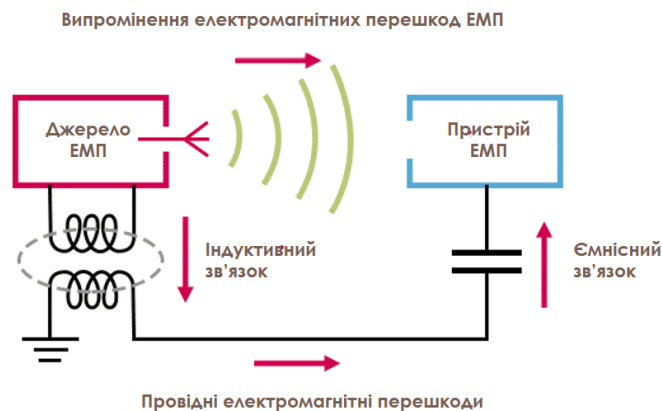 Випромінення електромагнітних перешкод ЕМП
Джерело
ЕМП
Пристрій
ЕМП
Індуктивний
зв'язок
Ємнісний
зв'язок
Провідні електромагнітні перешкоди